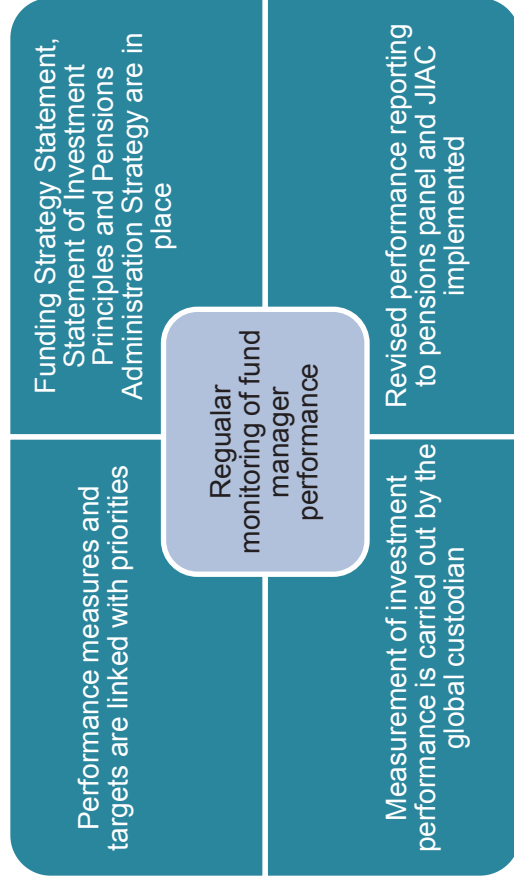 Performance measures and
targets are linked with priorities
Funding Strategy Statement,
Statement of Investment
Principles and Pensions
Administration Strategy are in
place
Regualar
monitoring of fund
manager
performance
Measurement of investment
performance is carried out by the
global custodian
Revised performance reporting
to pensions panel and JIAC
implemented